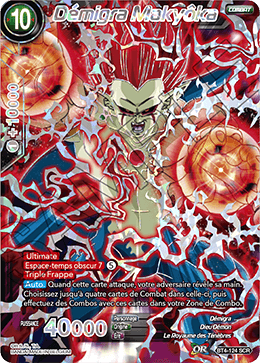 10
Démigra Makyôka
COMBAT
+10000
Ultimate
Espace-temps obscur 7 5
Triple Frappe
Auto Quand cette carte attaque, votre adversaire révèle sa main.
Choisissez jusqu'à quatre cartes de Combat dans celle-ci, puis
effectuez des Combos avec ces cartes dans votre Zone de Combo.
PUISSANCE
40000
Personnage
Démigra
Origine
Dieu Démon
Ère
Le Royaume des Ténèbres
BT4-124 SCR